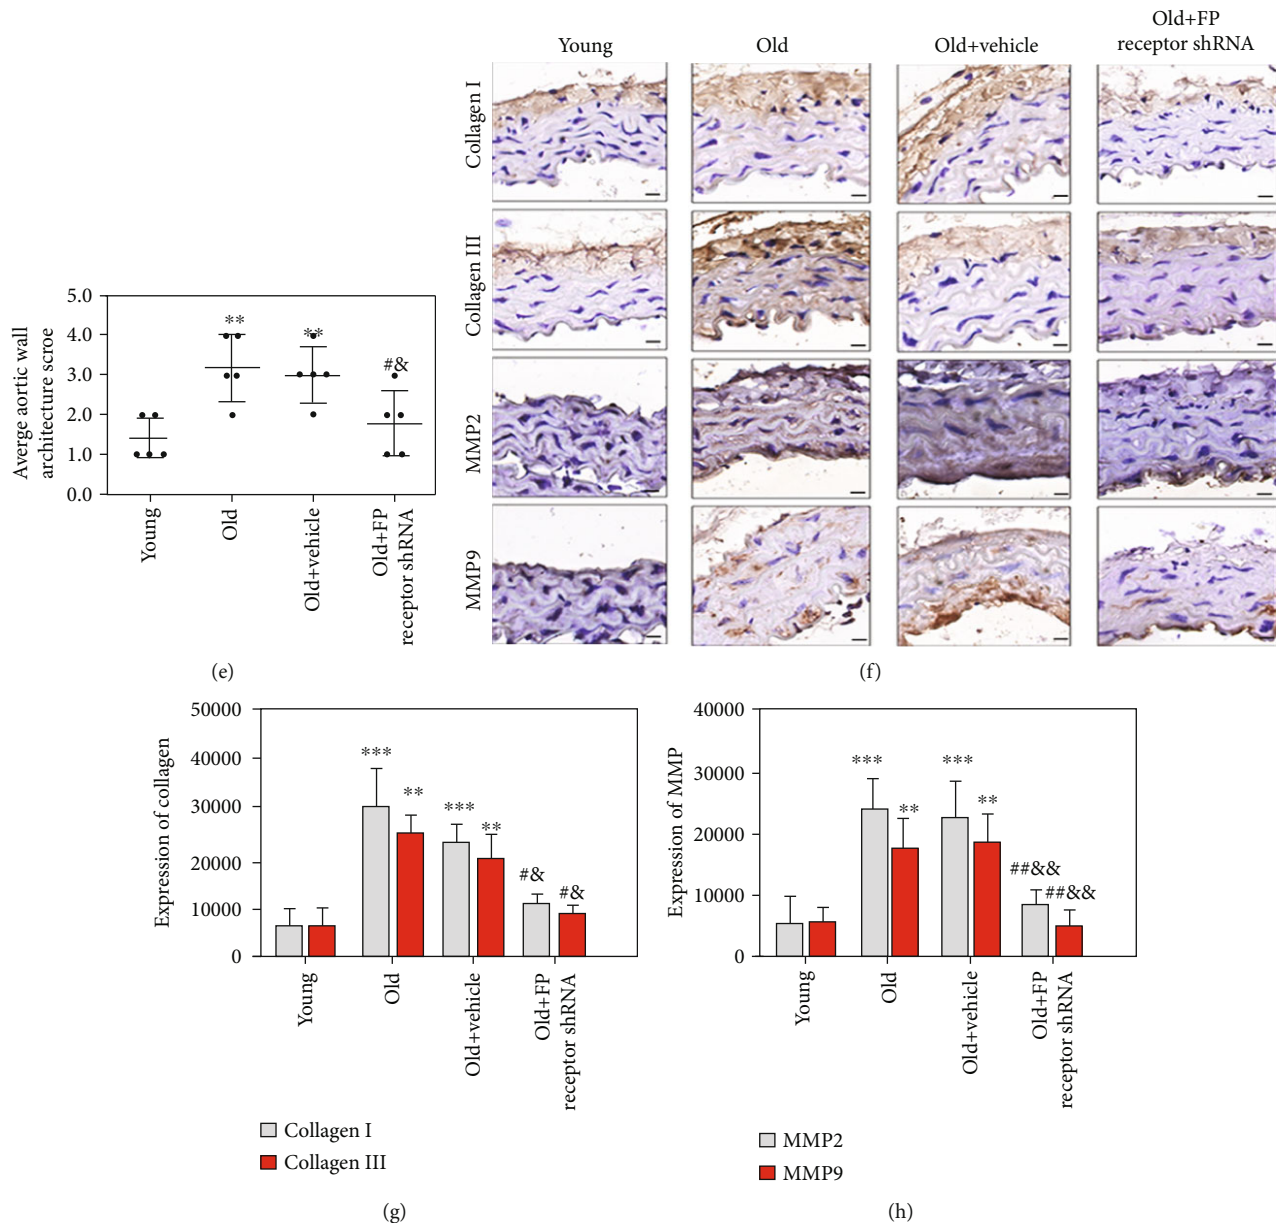 Young
Old
Old+vehicle
Old+FP
receptor shRNA
Collagen I
Collagen III
MMP2
MMP9
Averge aortic wall
architecture scroe
5.0
4.0
3.0
2.0
1.0
0.0
**
**
#&
Young
Old
Old+vehicle
Old+FP
receptor shRNA
(e)
(f)
Expression of collagen
50000
40000
30000
20000
10000
0
***
**
***
**
#&
#&
Young
Old
Old+vehicle
Old+FP
receptor shRNA
Collagen I
Collagen III
(g)
Expression of MMP
40000
30000
20000
10000
0
***
**
***
**
##&&
##&&
Young
Old
Old+vehicle
Old+FP
receptor shRNA
MMP2
MMP9
(h)